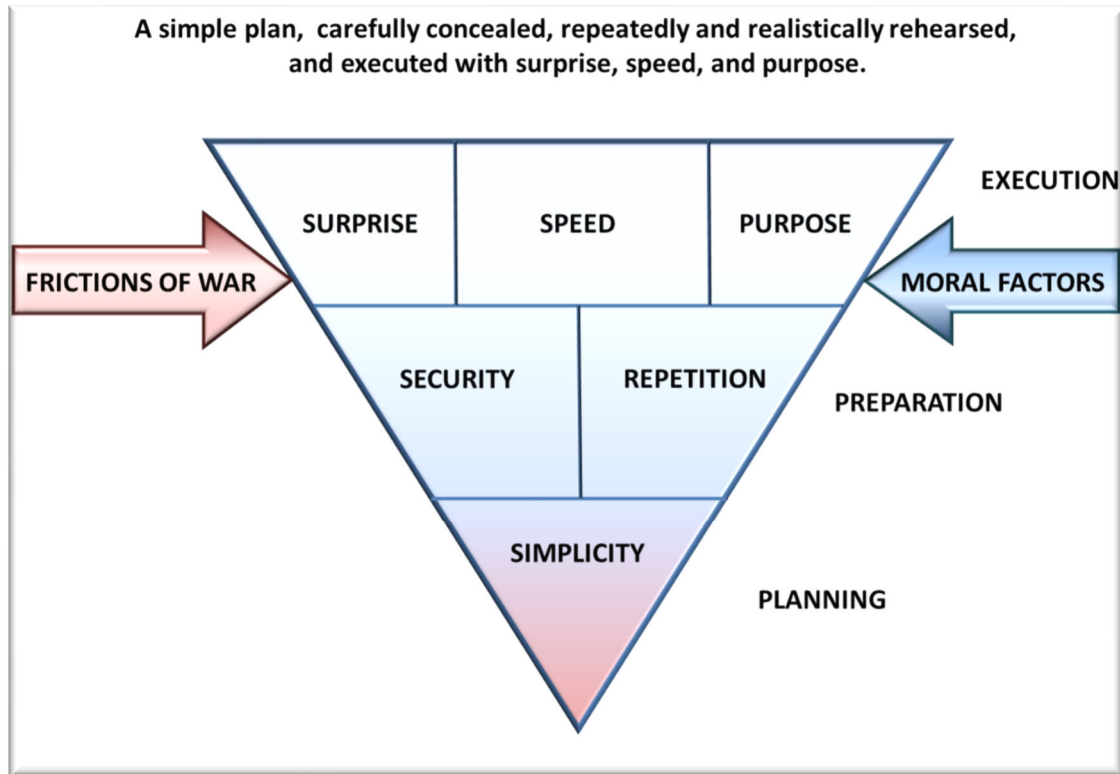 A simple plan,  carefully concealed, repeatedly and realistically rehearsed,
and executed with surprise, speed, and purpose.
EXECUTION
SURPRISE
SPEED
PURPOSE
FRICTIONS OF WAR
MORAL FACTORS
SECURITY
REPETITION
PREPARATION
SIMPLICITY
PLANNING